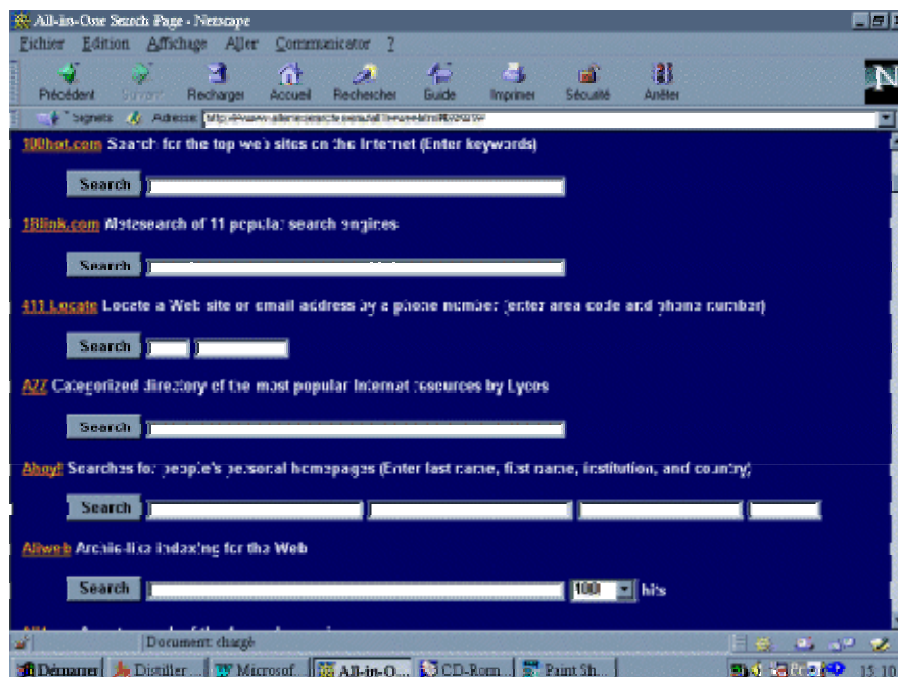 All-in-One Search Page - Netscape
Fichier Edition Affichage Aller Communicator ?
Précédent Suivant Recharger Accueil Rechercher Guide Imprimer Sécurité Arrêter
Signets Adresse
100hot.com Search for the top web sites on the Internet (Enter keywords)
Search
1Blink.com Metasearch of 11 popular search engines
Search
411 Locate Locate a Web site or email address by a phone number (enter area code and phone number)
Search
A2Z Categorized directory of the most popular Internet resources by Lycos
Search
Ahoy! Searches for people's personal homepages (Enter last name, first name, institution, and country)
Search
Aliweb Archie-like indexing for the Web
Search 100 hits
Document: chargé
Démarrer Distiller ... Microsof... All-in-O... CD-Rom... Paint Sh... 15:10